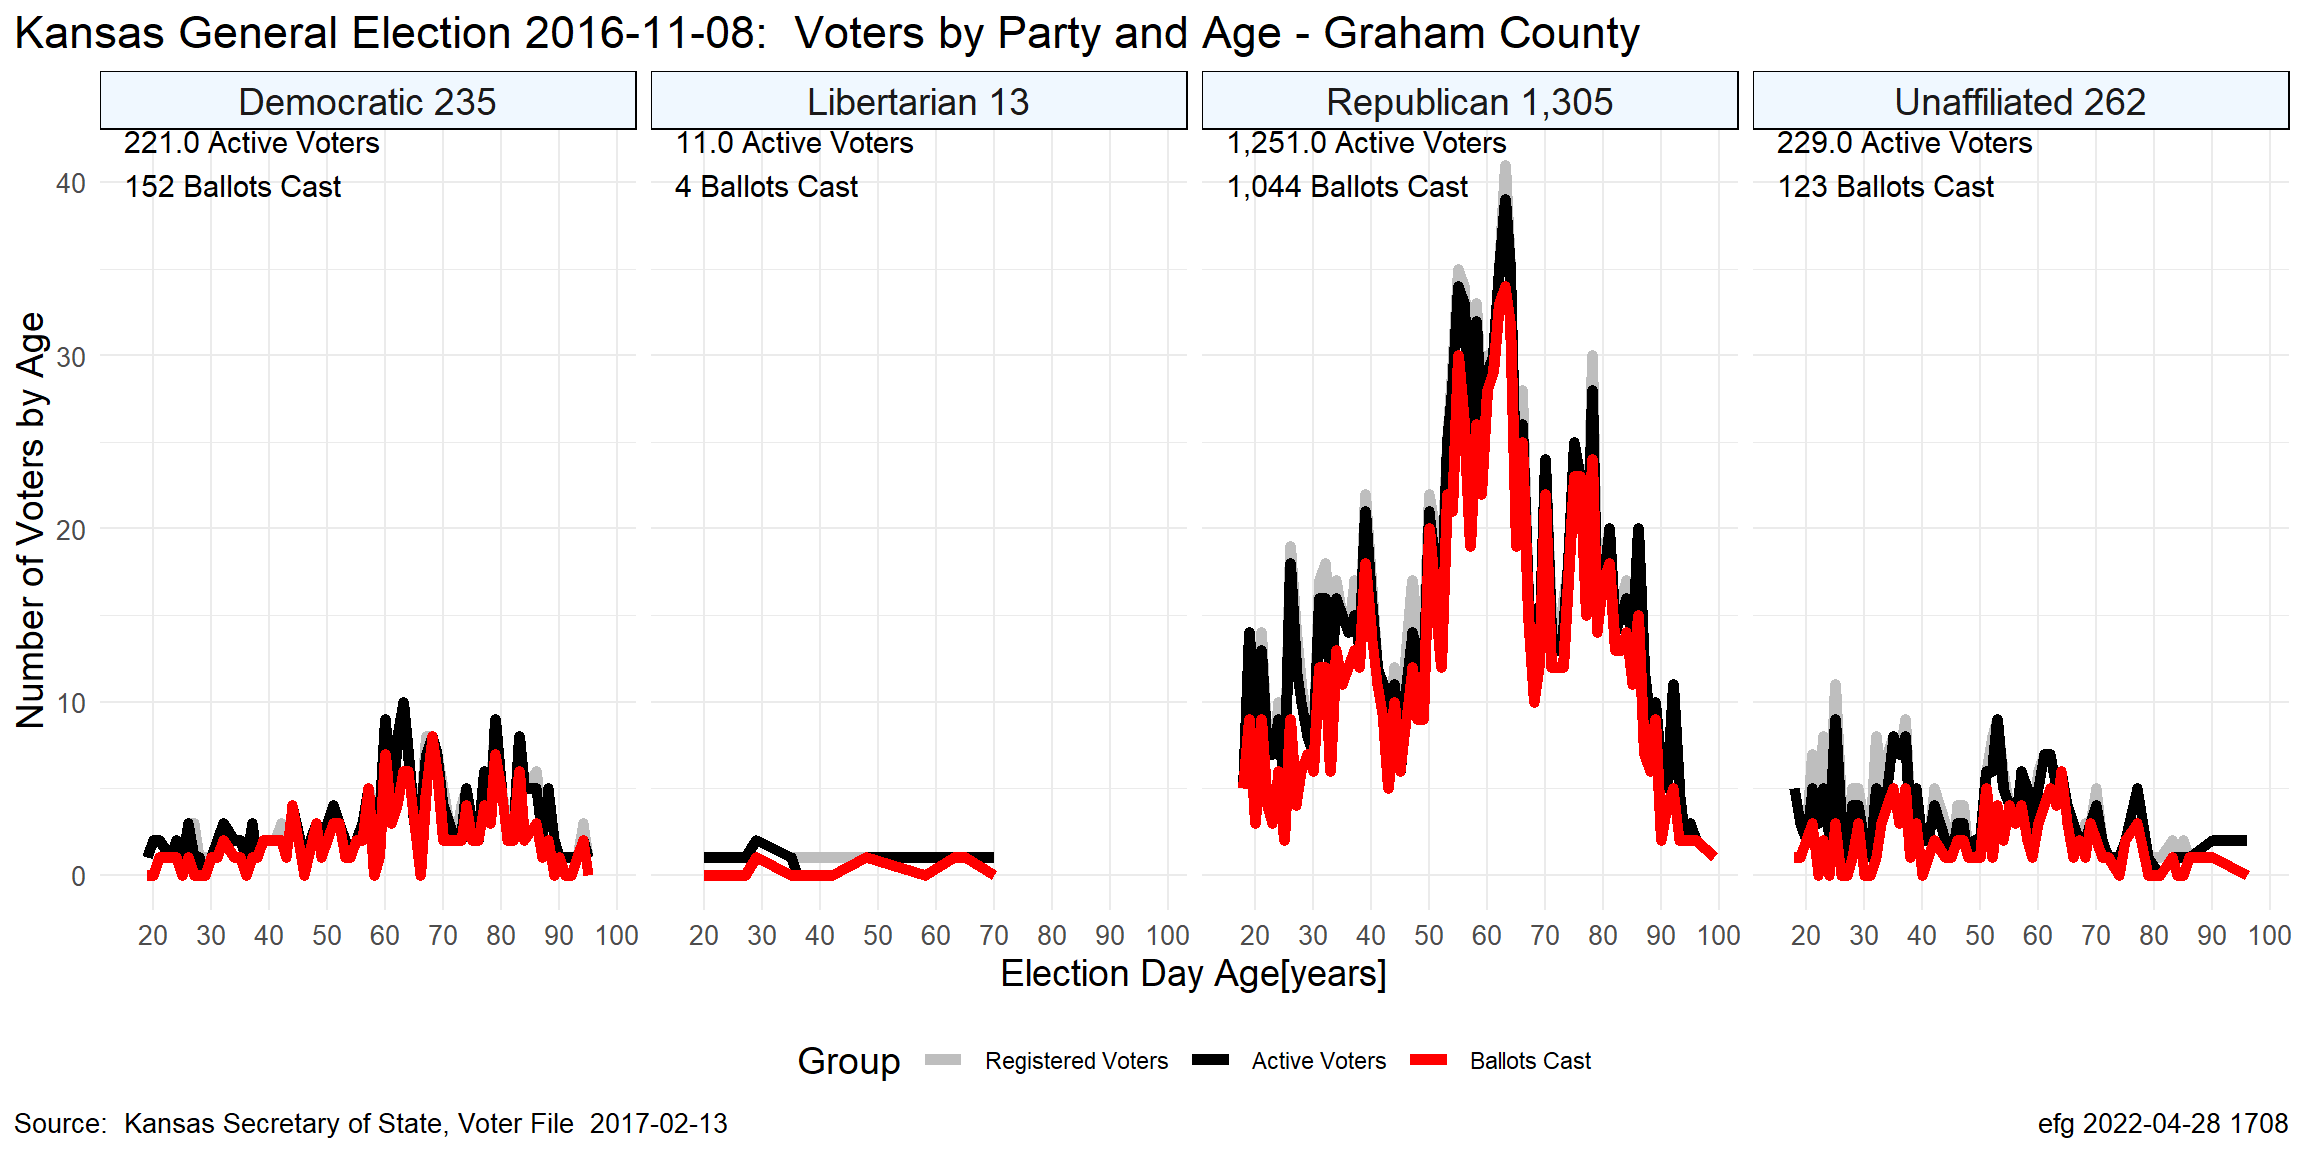 Kansas General Election 2016-11-08:  Voters by Party and Age - Graham County
Democratic 235
Libertarian 13
Republican 1,305
Unaffiliated 262
221.0 Active Voters
152 Ballots Cast
11.0 Active Voters
4 Ballots Cast
1,251.0 Active Voters
1,044 Ballots Cast
229.0 Active Voters
123 Ballots Cast
Number of Voters by Age
40
30
20
10
0
20 30 40 50 60 70 80 90 100
20 30 40 50 60 70 80 90 100
20 30 40 50 60 70 80 90 100
20 30 40 50 60 70 80 90 100
Election Day Age[years]
Group Registered Voters Active Voters Ballots Cast
Source:  Kansas Secretary of State, Voter File  2017-02-13
efg 2022-04-28 1708